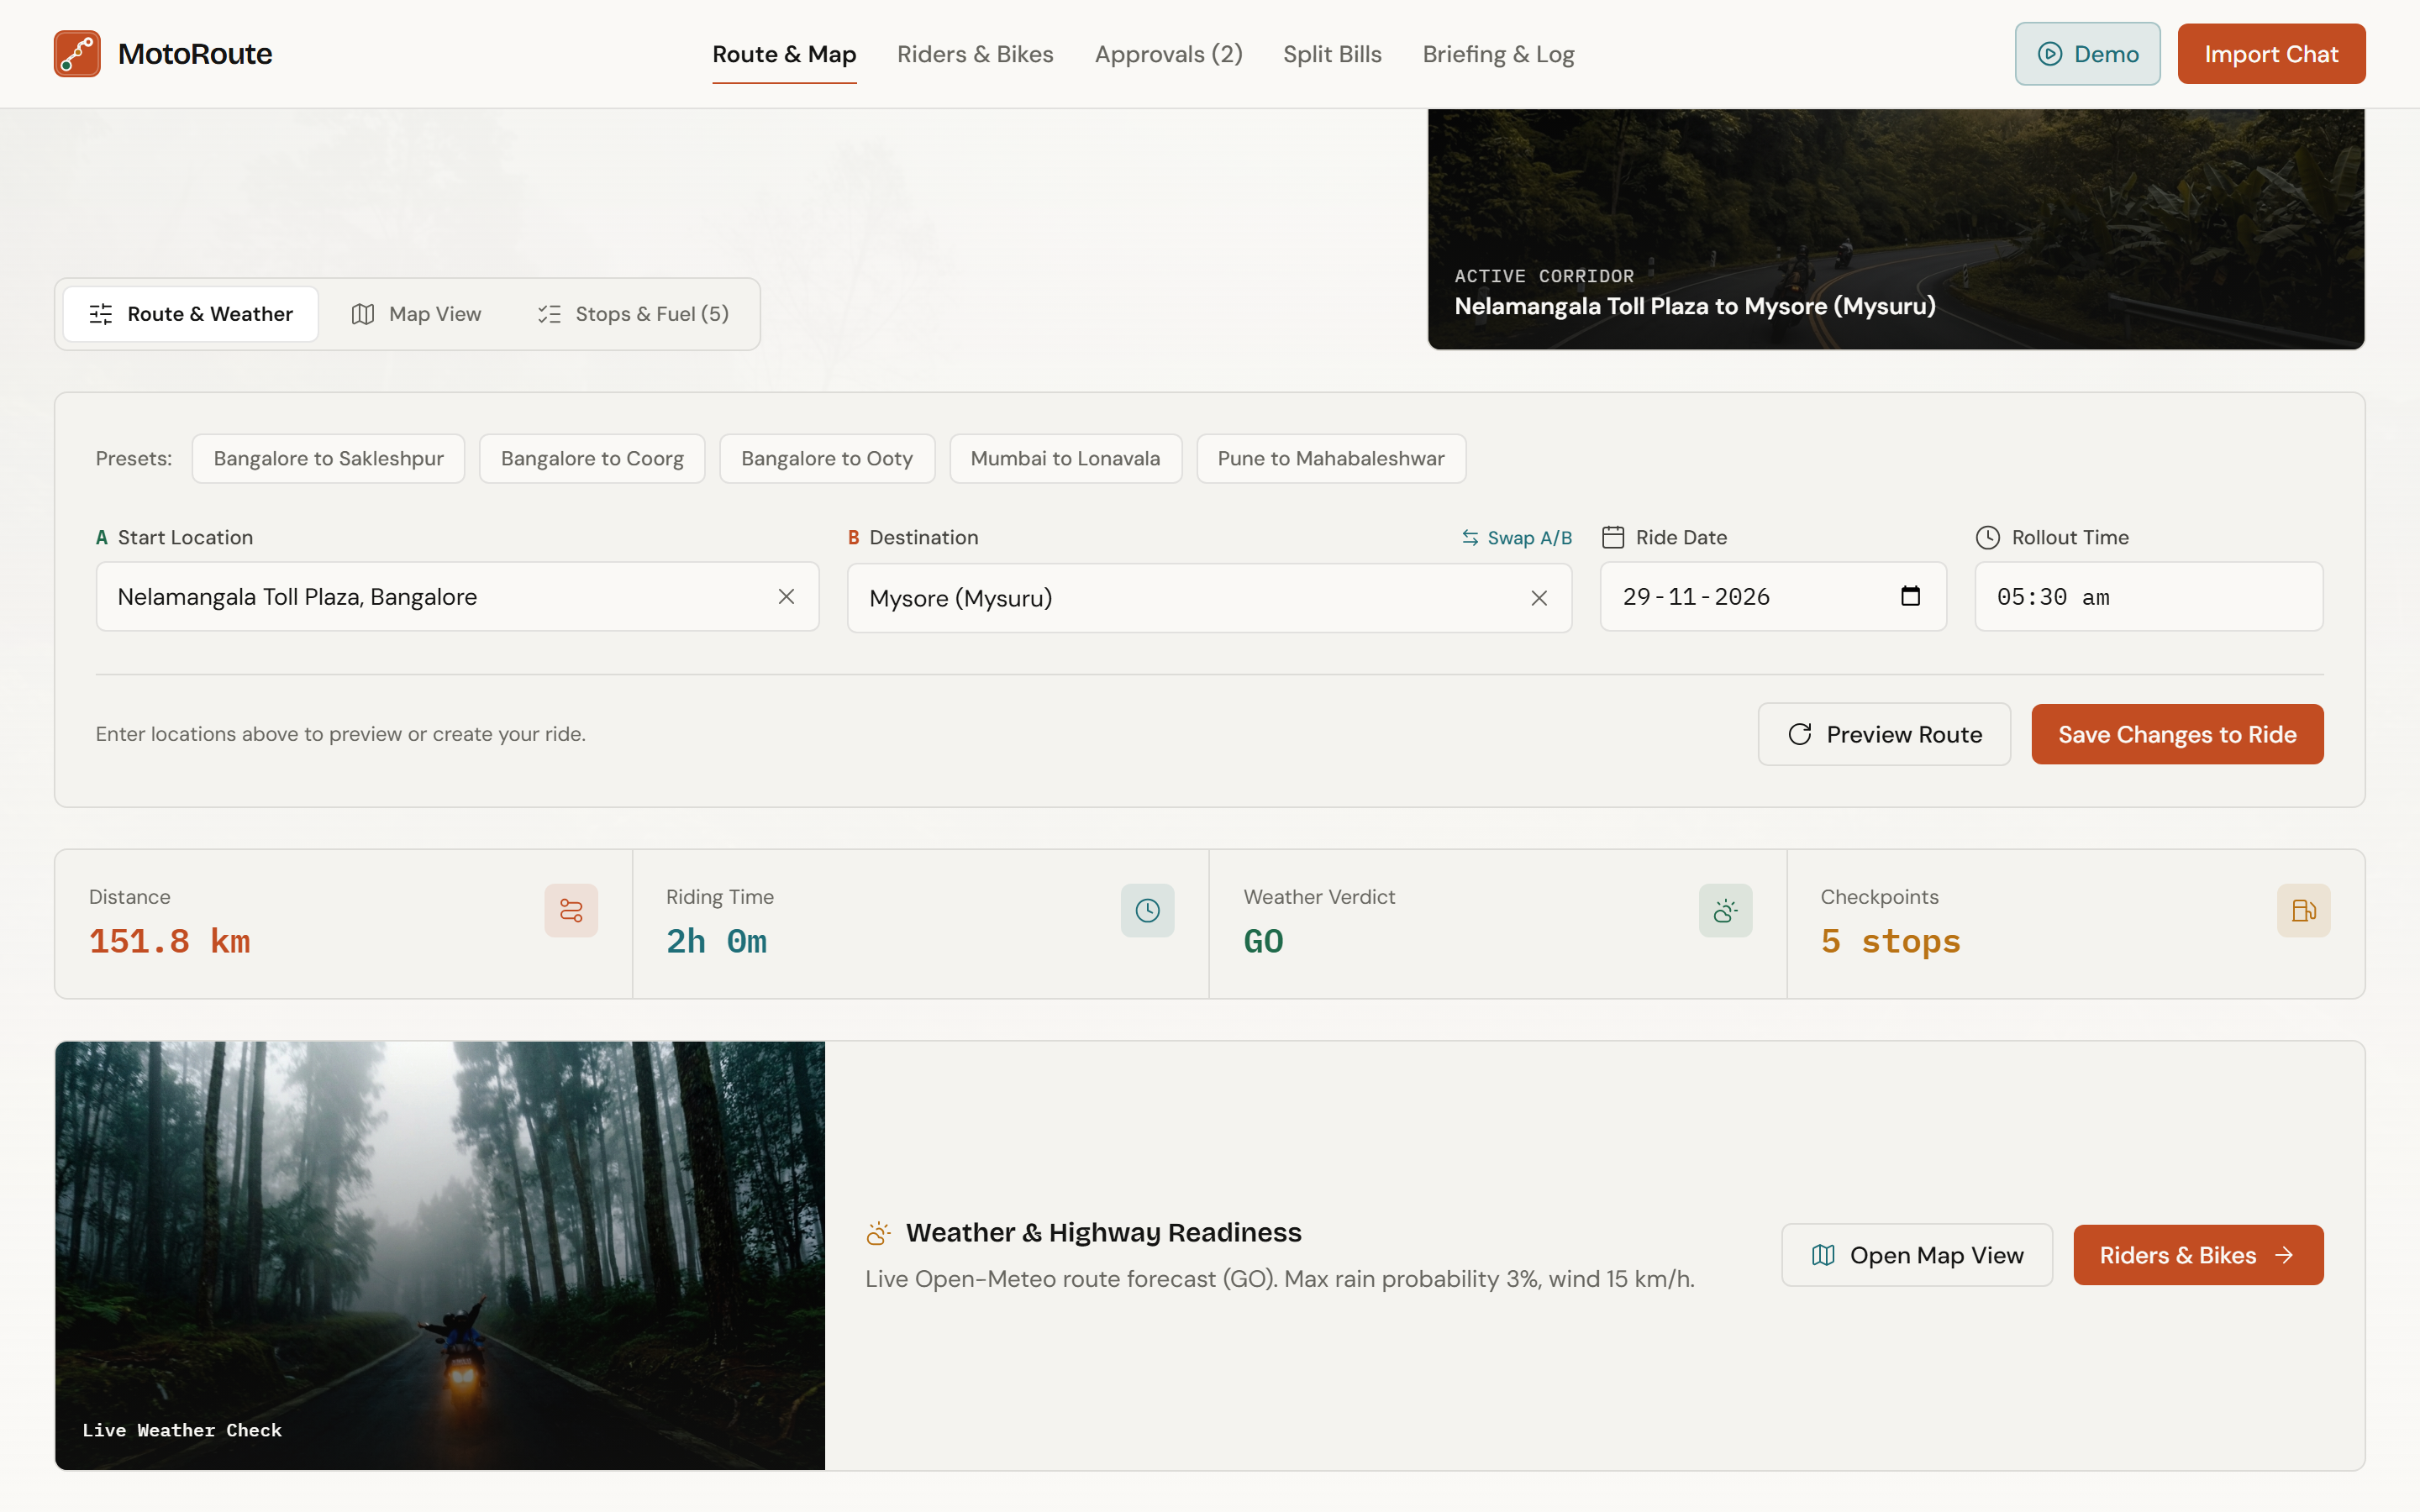 MotoRoute
Route & Map
Riders & Bikes
Approvals (2)
Split Bills
Briefing & Log
Demo
Import Chat
ACTIVE CORRIDOR
Nelamangala Toll Plaza to Mysore (Mysuru)
Route & Weather
Map View
Stops & Fuel (5)
Presets:
Bangalore to Sakleshpur
Bangalore to Coorg
Bangalore to Ooty
Mumbai to Lonavala
Pune to Mahabaleshwar
A Start Location
B Destination
Swap A/B
Ride Date
Rollout Time
Nelamangala Toll Plaza, Bangalore
Mysore (Mysuru)
29-11-2026
05:30 am
Enter locations above to preview or create your ride.
Preview Route
Save Changes to Ride
Distance
151.8 km
Riding Time
2h 0m
Weather Verdict
GO
Checkpoints
5 stops
Weather & Highway Readiness
Live Open-Meteo route forecast (GO). Max rain probability 3%, wind 15 km/h.
Open Map View
Riders & Bikes
Live Weather Check